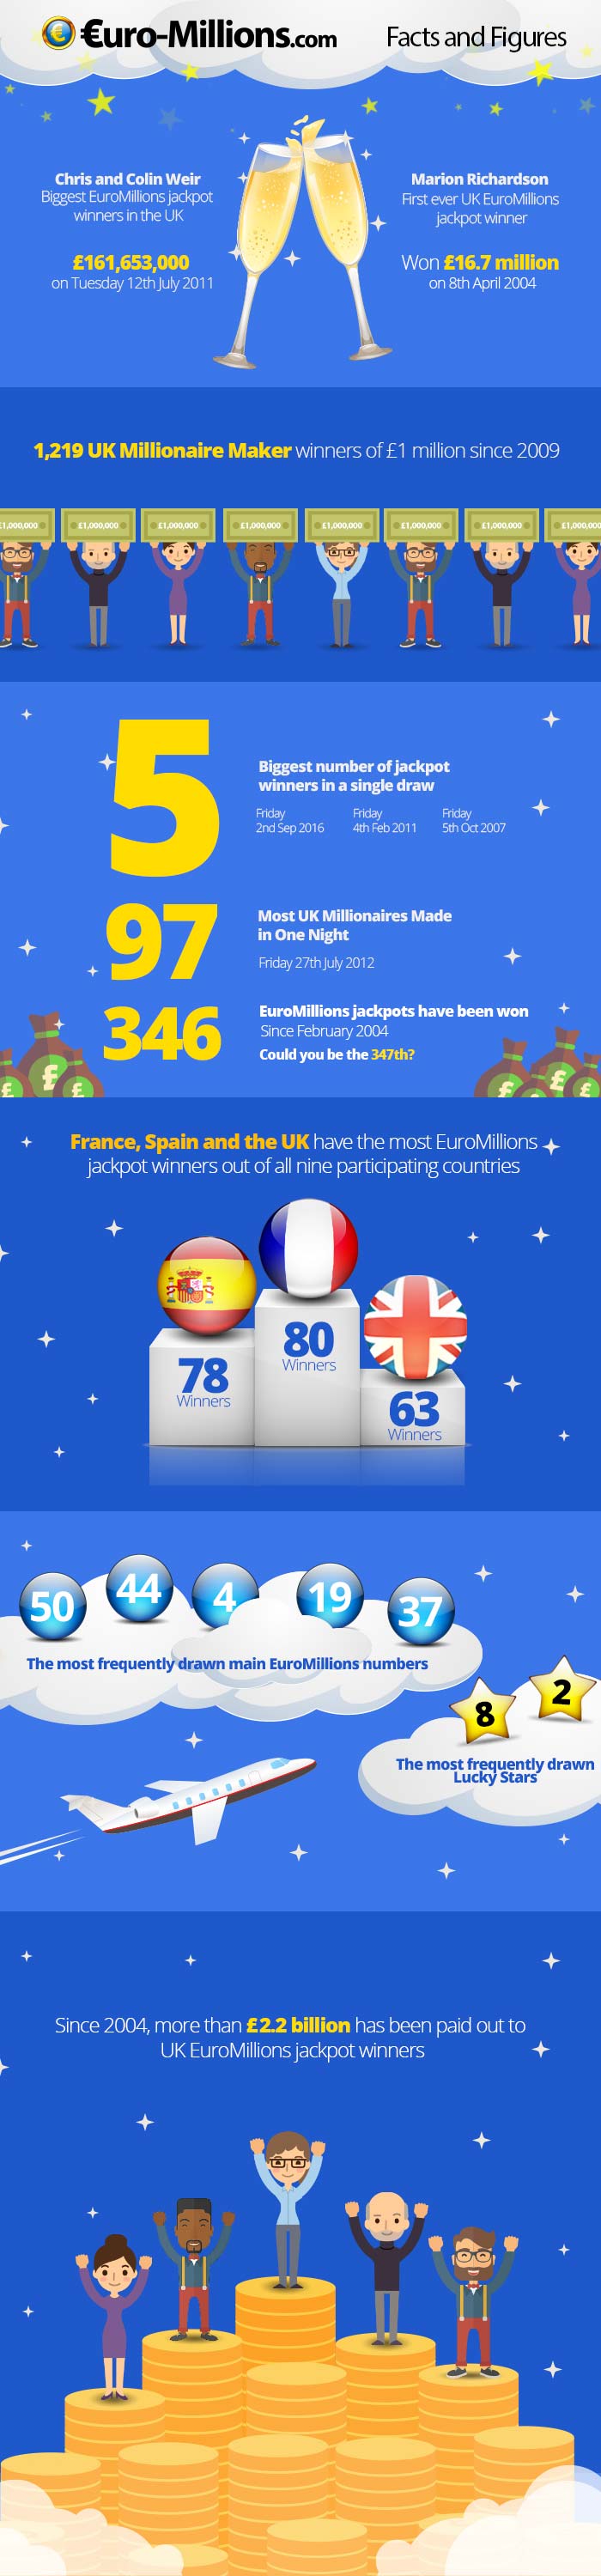 €uro-Millions.com
Facts and Figures
Chris and Colin Weir
Biggest EuroMillions jackpot
winners in the UK
£161,653,000
on Tuesday 12th July 2011
Marion Richardson
First ever UK EuroMillions
jackpot winner
Won £16.7 million
on 8th April 2004
1,219 UK Millionaire Maker winners of £1 million since 2009
£1,000,000
£1,000,000
£1,000,000
£1,000,000
£1,000,000
£1,000,000
£1,000,000
£1,000,000
5
Biggest number of jackpot
winners in a single draw
Friday
2nd Sep 2016
Friday
4th Feb 2011
Friday
5th Oct 2007
97
Most UK Millionaires Made
in One Night
Friday 27th July 2012
346
EuroMillions jackpots have been won
Since February 2004
Could you be the 347th?
£
£
£
£
£
£
France, Spain and the UK have the most EuroMillions
jackpot winners out of all nine participating countries
78
Winners
80
Winners
63
Winners
50
44
4
19
37
The most frequently drawn main EuroMillions numbers
8
2
The most frequently drawn
Lucky Stars
Since 2004, more than £2.2 billion has been paid out to
UK EuroMillions jackpot winners